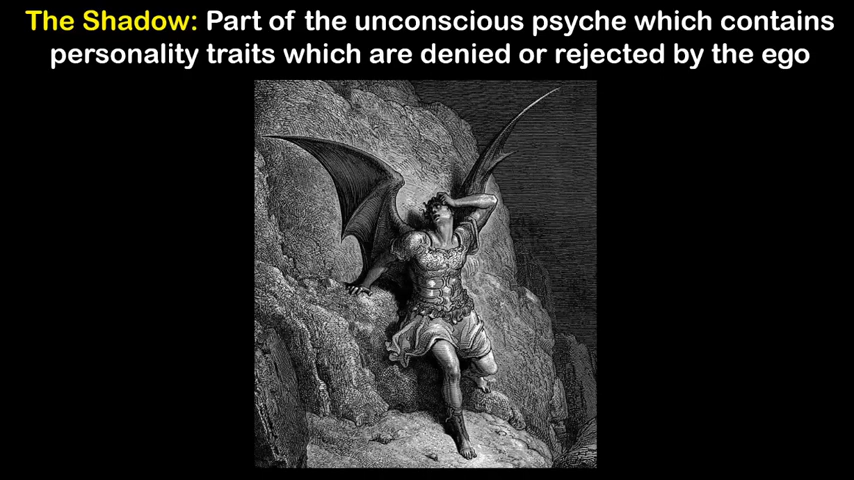 The Shadow: Part of the unconscious psyche which contains
personality traits which are denied or rejected by the ego